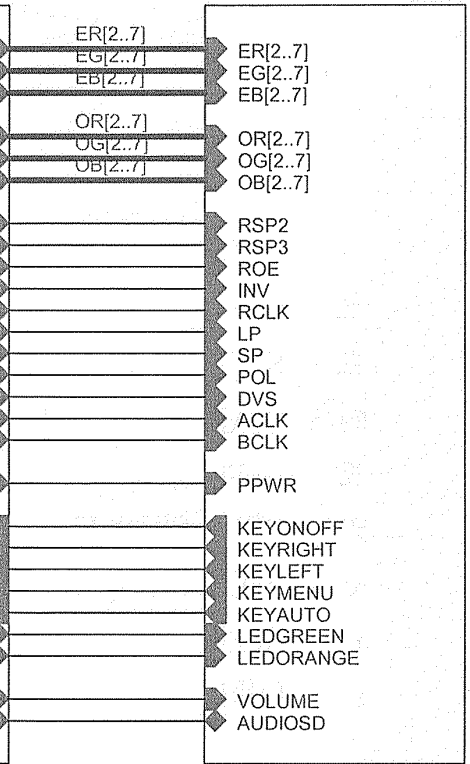 ER[2..7]
EG[2..7]
EB[2..7]
OR[2..7]
OG[2..7]
OB[2..7]
ER[2..7]
EG[2..7]
EB[2..7]
OR[2..7]
OG[2..7]
OB[2..7]
RSP2
RSP3
ROE
INV
RCLK
LP
SP
POL
DVS
ACLK
BCLK
PPWR
KEYONOFF
KEYRIGHT
KEYLEFT
KEYMENU
KEYAUTO
LEDGREEN
LEDORANGE
VOLUME
AUDIOSD